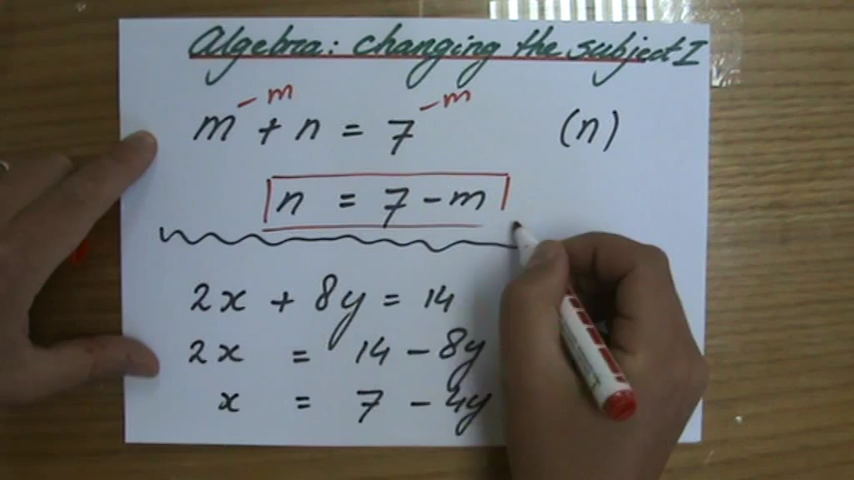 Algebra: changing the subject I
- m - m
m + n = 7 (n)
n = 7 - m
2x + 8y = 14
2x = 14 - 8y
x = 7 - 4y